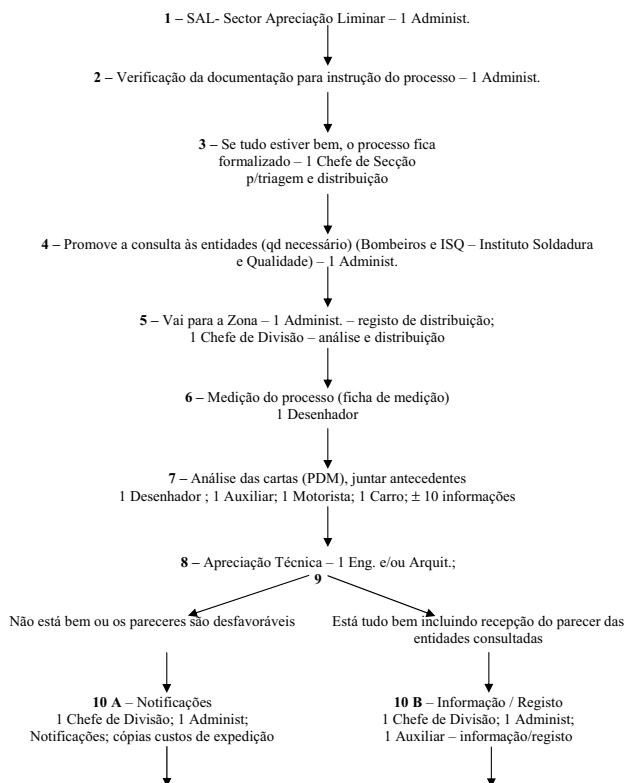 1 – SAL- Sector Apreciação Liminar – 1 Administ.
2 – Verificação da documentação para instrução do processo – 1 Administ.
3 – Se tudo estiver bem, o processo fica
formalizado – 1 Chefe de Secção
p/triagem e distribuição
4 – Promove a consulta às entidades (qd necessário) (Bombeiros e ISQ – Instituto Soldadura
e Qualidade) – 1 Administ.
5 – Vai para a Zona – 1 Administ. – registo de distribuição;
1 Chefe de Divisão – análise e distribuição
6 – Medição do processo (ficha de medição)
1 Desenhador
7 – Análise das cartas (PDM), juntar antecedentes
1 Desenhador ; 1 Auxiliar; 1 Motorista; 1 Carro; ± 10 informações
8 – Apreciação Técnica – 1 Eng. e/ou Arquit.;
9
Não está bem ou os pareceres são desfavoráveis
Está tudo bem incluindo recepção do parecer das
entidades consultadas
10 A – Notificações
1 Chefe de Divisão; 1 Administ;
Notificações; cópias custos de expedição
10 B – Informação / Registo
1 Chefe de Divisão; 1 Administ;
1 Auxiliar – informação/registo